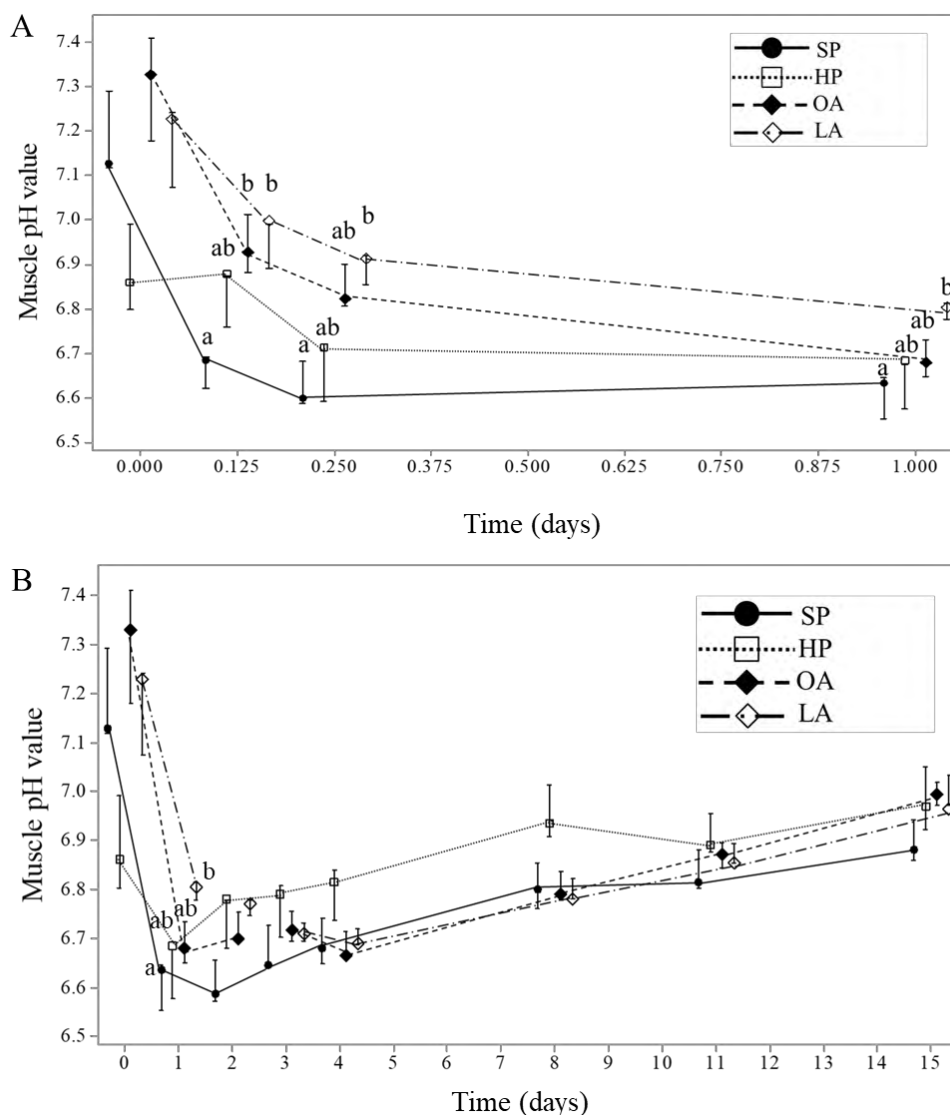 A
7.4
7.3
7.2
7.1
7.0
6.9
6.8
6.7
6.6
6.5
Muscle pH value
SP
HP
OA
LA
b b
ab
ab b
a
a
ab
b
ab
ab
a
0.000 0.125 0.250 0.375 0.500 0.625 0.750 0.875 1.000
Time (days)
B
7.4
7.3
7.2
7.1
7.0
6.9
6.8
6.7
6.6
6.5
Muscle pH value
SP
HP
OA
LA
b
ab ab
a
0 1 2 3 4 5 6 7 8 9 10 11 12 13 14 15
Time (days)